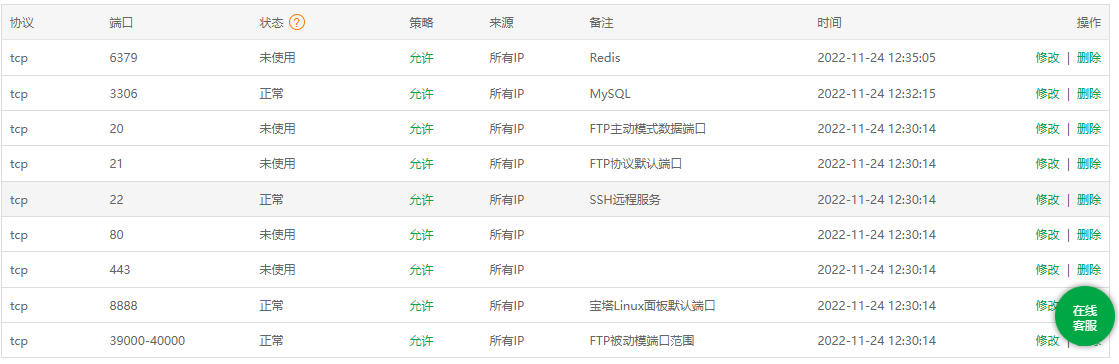 协议 端口 状态 ? 策略 来源 备注 时间 操作
tcp 6379 未使用 允许 所有IP Redis 2022-11-24 12:35:05 修改 | 删除
tcp 3306 正常 允许 所有IP MySQL 2022-11-24 12:32:15 修改 | 删除
tcp 20 未使用 允许 所有IP FTP主动模式数据端口 2022-11-24 12:30:14 修改 | 删除
tcp 21 未使用 允许 所有IP FTP协议默认端口 2022-11-24 12:30:14 修改 | 删除
tcp 22 正常 允许 所有IP SSH远程服务 2022-11-24 12:30:14 修改 | 删除
tcp 80 未使用 允许 所有IP 2022-11-24 12:30:14 修改 | 删除
tcp 443 未使用 允许 所有IP 2022-11-24 12:30:14 修改 | 删除
tcp 8888 正常 允许 所有IP 宝塔Linux面板默认端口 2022-11-24 12:30:14 修改
在线
客服
tcp 39000-40000 正常 允许 所有IP FTP被动模端口范围 2022-11-24 12:30:14 修改 |